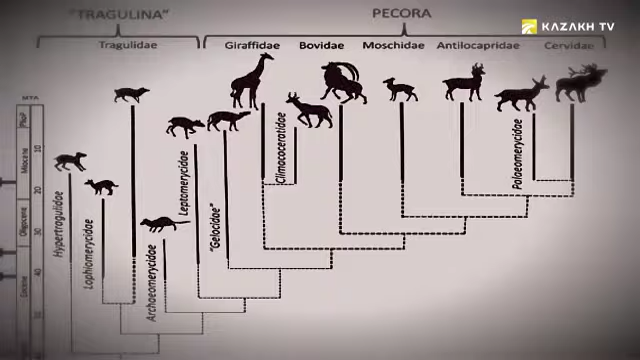 "TRAGULINA"
PECORA
KAZAKH TV
Tragulidae
Giraffidae
Bovidae
Moschidae
Antilocapridae
Cervidae
MYA
Climacoceratidae
Palaeomerycidae
Leptomerycidae
"Gelocidae"
Hypertragulidae
Lophiomerycidae
Archaeomerycidae
Miocene
Oligocene
Eocene
10
20
30
40
50